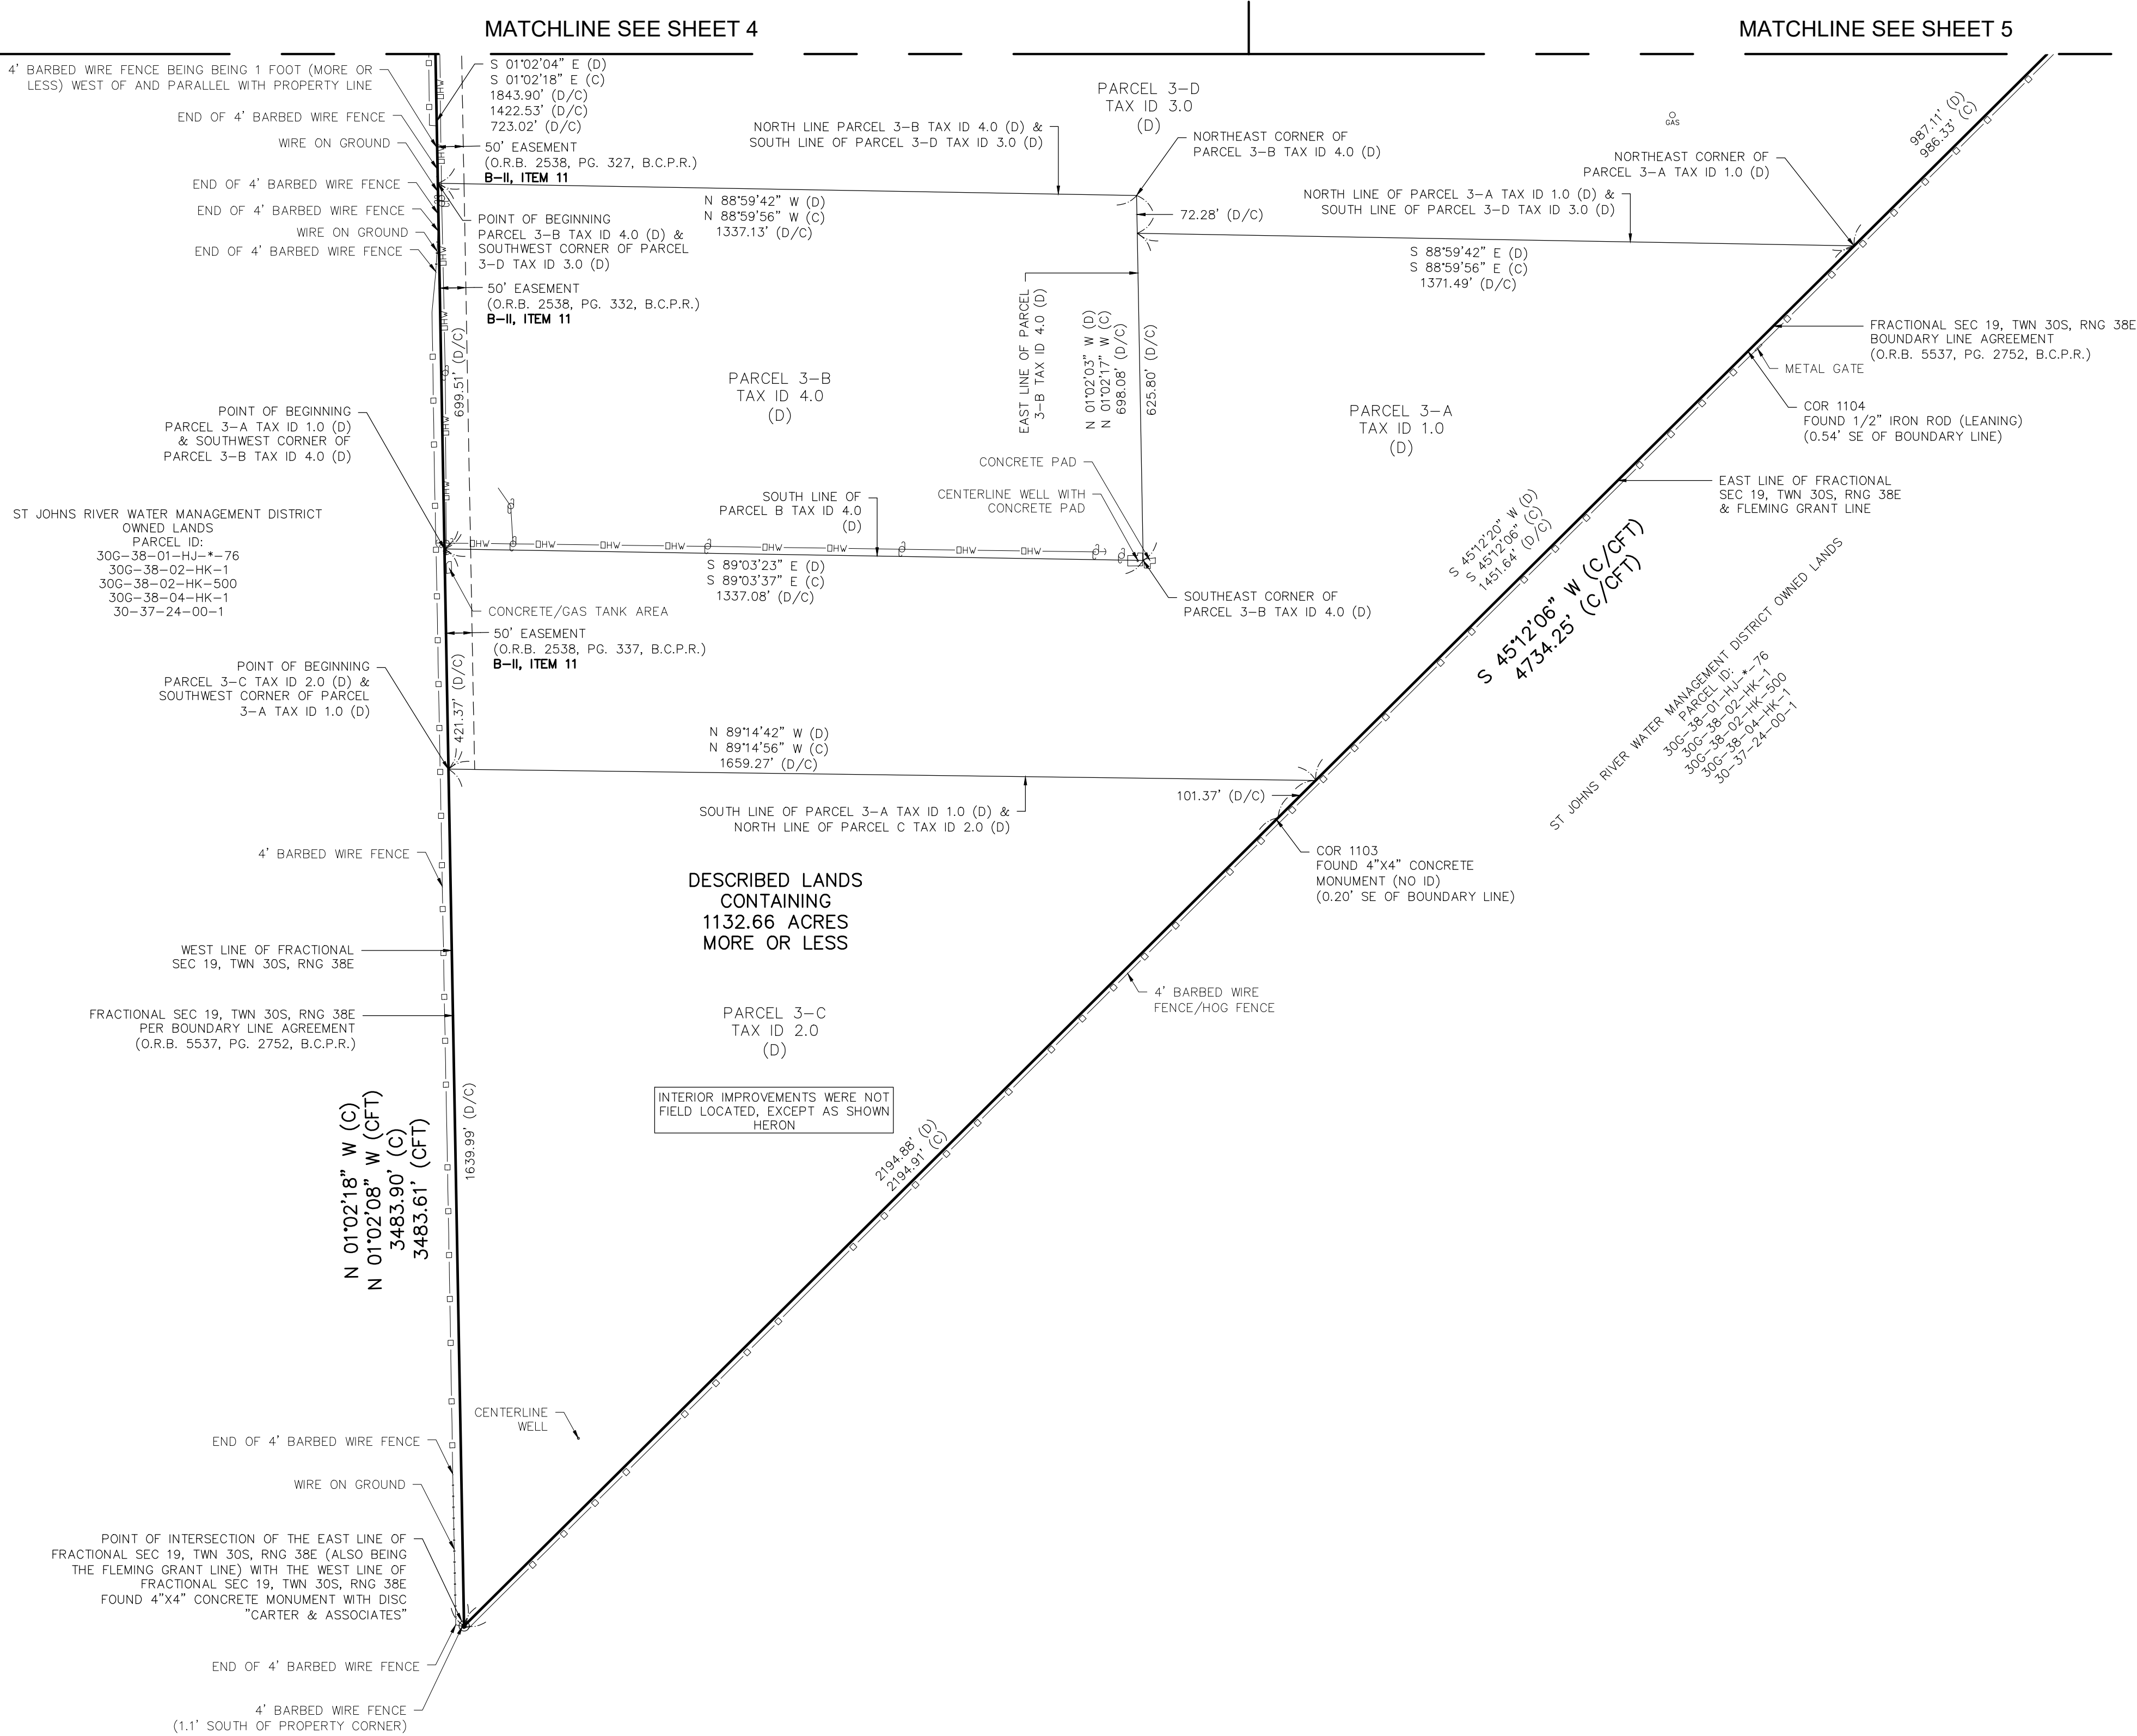 MATCHLINE SEE SHEET 4
MATCHLINE SEE SHEET 5
4' BARBED WIRE FENCE BEING BEING 1 FOOT (MORE OR
LESS) WEST OF AND PARALLEL WITH PROPERTY LINE
END OF 4' BARBED WIRE FENCE
WIRE ON GROUND
END OF 4' BARBED WIRE FENCE
END OF 4' BARBED WIRE FENCE
WIRE ON GROUND
END OF 4' BARBED WIRE FENCE
S 01°02'04" E (D)
S 01°02'18" E (C)
1843.90' (D/C)
1422.53' (D/C)
723.02' (D/C)
50' EASEMENT
(O.R.B. 2538, PG. 327, B.C.P.R.)
B-II, ITEM 11
POINT OF BEGINNING
PARCEL 3-B TAX ID 4.0 (D) &
SOUTHWEST CORNER OF PARCEL
3-D TAX ID 3.0 (D)
50' EASEMENT
(O.R.B. 2538, PG. 332, B.C.P.R.)
B-II, ITEM 11
699.51' (D/C)
NORTH LINE PARCEL 3-B TAX ID 4.0 (D) &
SOUTH LINE OF PARCEL 3-D TAX ID 3.0 (D)
N 88°59'42" W (D)
N 88°59'56" W (C)
1337.13' (D/C)
PARCEL 3-D
TAX ID 3.0
(D)
NORTHEAST CORNER OF
PARCEL 3-B TAX ID 4.0 (D)
72.28' (D/C)
GAS
987.11' (D)
986.33' (C)
NORTHEAST CORNER OF
PARCEL 3-A TAX ID 1.0 (D)
NORTH LINE OF PARCEL 3-A TAX ID 1.0 (D) &
SOUTH LINE OF PARCEL 3-D TAX ID 3.0 (D)
S 88°59'42" E (D)
S 88°59'56" E (C)
1371.49' (D/C)
EAST LINE OF PARCEL
3-B TAX ID 4.0 (D)
N 01°02'03" W (D)
N 01°02'17" W (C)
698.08' (D/C)
625.80' (D/C)
FRACTIONAL SEC 19, TWN 30S, RNG 38E
BOUNDARY LINE AGREEMENT
(O.R.B. 5537, PG. 2752, B.C.P.R.)
METAL GATE
COR 1104
FOUND 1/2" IRON ROD (LEANING)
(0.54' SE OF BOUNDARY LINE)
PARCEL 3-B
TAX ID 4.0
(D)
PARCEL 3-A
TAX ID 1.0
(D)
POINT OF BEGINNING
PARCEL 3-A TAX ID 1.0 (D)
& SOUTHWEST CORNER OF
PARCEL 3-B TAX ID 4.0 (D)
CONCRETE PAD
CENTERLINE WELL WITH
CONCRETE PAD
SOUTH LINE OF
PARCEL B TAX ID 4.0
(D)
EAST LINE OF FRACTIONAL
SEC 19, TWN 30S, RNG 38E
& FLEMING GRANT LINE
ST JOHNS RIVER WATER MANAGEMENT DISTRICT
OWNED LANDS
PARCEL ID:
30G-38-01-HJ-*-76
30G-38-02-HK-1
30G-38-02-HK-500
30G-38-04-HK-1
30-37-24-00-1
OHW OHW OHW OHW OHW OHW OHW OHW
S 89°03'23" E (D)
S 89°03'37" E (C)
1337.08' (D/C)
SOUTHEAST CORNER OF
PARCEL 3-B TAX ID 4.0 (D)
S 45°12'20" W (D)
S 45°12'06" (C)
1451.64' (D/C)
S 45°12'06" W (C/CFT)
4734.25' (C/CFT)
ST JOHNS RIVER WATER MANAGEMENT DISTRICT OWNED LANDS
PARCEL ID:
30G-38-01-HJ-*-76
30G-38-02-HK-1
30G-38-02-HK-500
30G-38-04-HK-1
30-37-24-00-1
CONCRETE/GAS TANK AREA
50' EASEMENT
(O.R.B. 2538, PG. 337, B.C.P.R.)
B-II, ITEM 11
421.37' (D/C)
POINT OF BEGINNING
PARCEL 3-C TAX ID 2.0 (D) &
SOUTHWEST CORNER OF PARCEL
3-A TAX ID 1.0 (D)
N 89°14'42" W (D)
N 89°14'56" W (C)
1659.27' (D/C)
101.37' (D/C)
SOUTH LINE OF PARCEL 3-A TAX ID 1.0 (D) &
NORTH LINE OF PARCEL C TAX ID 2.0 (D)
COR 1103
FOUND 4"X4" CONCRETE
MONUMENT (NO ID)
(0.20' SE OF BOUNDARY LINE)
4' BARBED WIRE FENCE
DESCRIBED LANDS
CONTAINING
1132.66 ACRES
MORE OR LESS
WEST LINE OF FRACTIONAL
SEC 19, TWN 30S, RNG 38E
4' BARBED WIRE
FENCE/HOG FENCE
FRACTIONAL SEC 19, TWN 30S, RNG 38E
PER BOUNDARY LINE AGREEMENT
(O.R.B. 5537, PG. 2752, B.C.P.R.)
PARCEL 3-C
TAX ID 2.0
(D)
INTERIOR IMPROVEMENTS WERE NOT
FIELD LOCATED, EXCEPT AS SHOWN
HERON
N 01°02'18" W (C)
N 01°02'08" W (CFT)
3483.90' (C)
3483.61' (CFT)
1639.99' (D/C)
2194.88' (D)
2194.91' (C)
CENTERLINE
WELL
END OF 4' BARBED WIRE FENCE
WIRE ON GROUND
POINT OF INTERSECTION OF THE EAST LINE OF
FRACTIONAL SEC 19, TWN 30S, RNG 38E (ALSO BEING
THE FLEMING GRANT LINE) WITH THE WEST LINE OF
FRACTIONAL SEC 19, TWN 30S, RNG 38E
FOUND 4"X4" CONCRETE MONUMENT WITH DISC
"CARTER & ASSOCIATES"
END OF 4' BARBED WIRE FENCE
4' BARBED WIRE FENCE
(1.1' SOUTH OF PROPERTY CORNER)